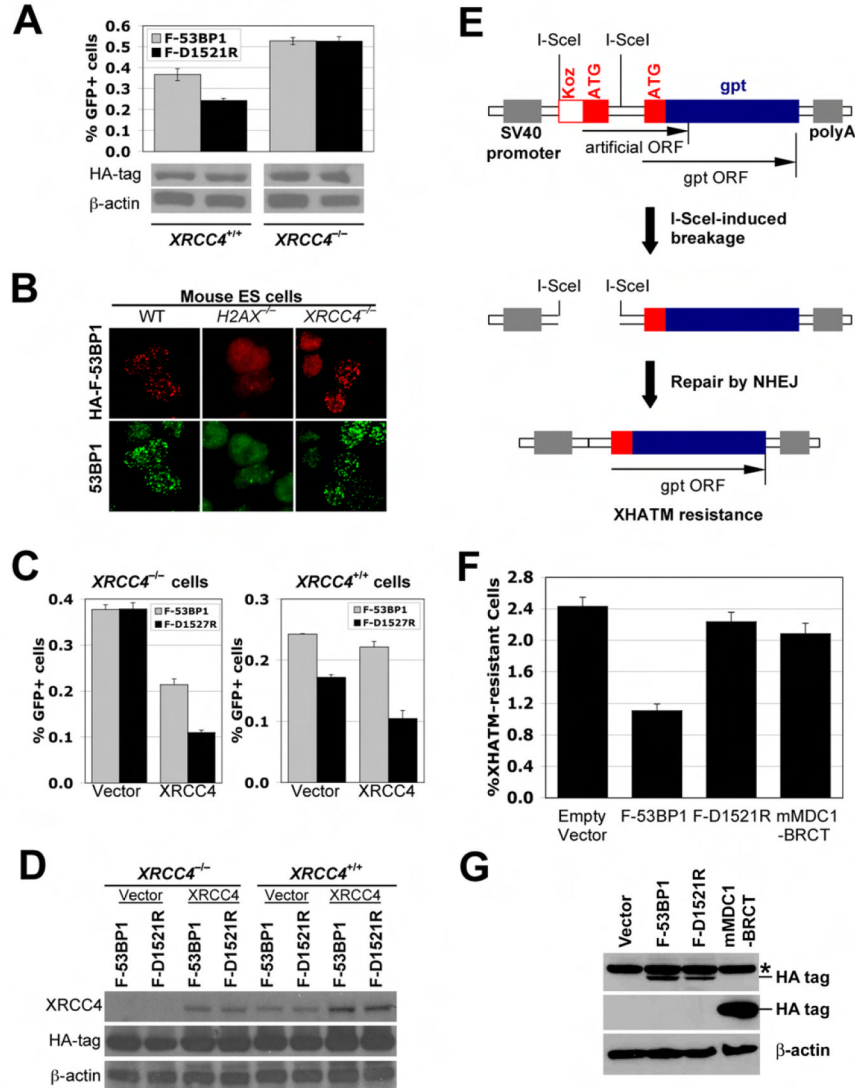 A
% GFP+ cells
0.6
0.5
0.4
0.3
0.2
0.1
0.0
F-53BP1
F-D1521R
HA-tag
β-actin
XRCC4+/+
XRCC4−/−
B
Mouse ES cells
WT
H2AX−/−
XRCC4−/−
HA-F-53BP1
53BP1
C
XRCC4−/− cells
% GFP+ cells
0.4
0.3
0.2
0.1
0.0
F-53BP1
F-D1527R
Vector
XRCC4
XRCC4+/+ cells
% GFP+ cells
0.3
0.2
0.1
0.0
F-53BP1
F-D1527R
Vector
XRCC4
D
XRCC4−/−
XRCC4+/+
Vector
XRCC4
Vector
XRCC4
F-53BP1
F-D1521R
F-53BP1
F-D1521R
F-53BP1
F-D1521R
F-53BP1
F-D1521R
XRCC4
HA-tag
β-actin
E
I-SceI
I-SceI
Koz
ATG
ATG
gpt
SV40
promoter
polyA
artificial ORF
gpt ORF
I-SceI-induced
breakage
I-SceI
I-SceI
Repair by NHEJ
gpt ORF
XHATM resistance
F
%XHATM-resistant Cells
2.8
2.4
2.0
1.6
1.2
0.8
0.4
0.0
Empty
Vector
F-53BP1
F-D1521R
mMDC1
-BRCT
G
Vector
F-53BP1
F-D1521R
mMDC1
-BRCT
*
HA tag
HA tag
β-actin